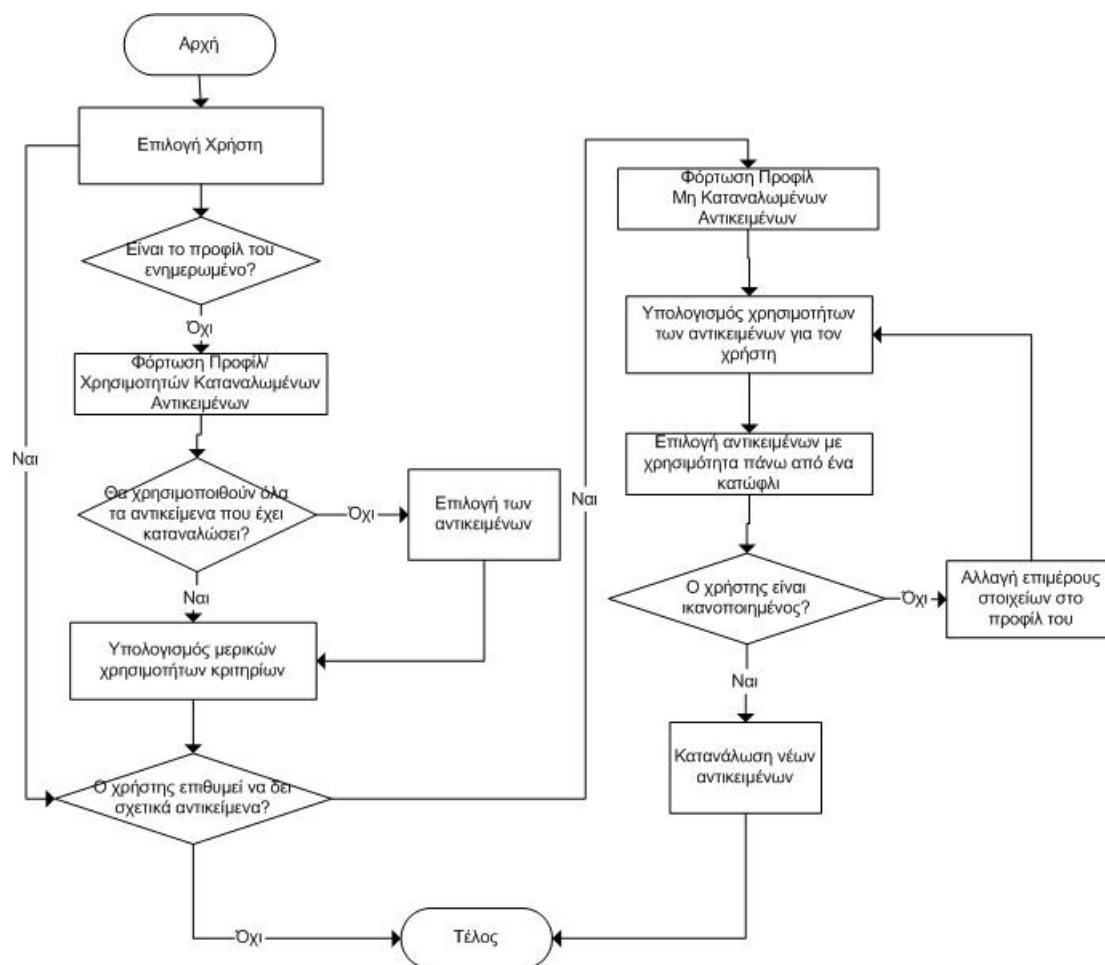 Αρχή
Επιλογή Χρήστη
Είναι το προφίλ του
ενημερωμένο?
Όχι
Φόρτωση Προφίλ/
Χρησιμοτητών Καταναλωμένων
Αντικειμένων
Ναι
Θα χρησιμοποιθούν όλα
τα αντικείμενα που έχει
καταναλώσει?
Όχι
Επιλογή των
αντικειμένων
Ναι
Υπολογισμός μερικών
χρησιμοτήτων κριτηρίων
Ο χρήστης επιθυμεί να δει
σχετικά αντικείμενα?
Ναι
Φόρτωση Προφίλ
Μη Καταναλωμένων
Αντικειμένων
Υπολογισμός χρησιμοτήτων
των αντικειμένων για τον
χρήστη
Επιλογή αντικειμένων με
χρησιμότητα πάνω από ένα
κατώφλι
Ο χρήστης είναι
ικανοποιημένος?
Όχι
Αλλαγή επιμέρους
στοιχείων στο
προφίλ του
Ναι
Κατανάλωση νέων
αντικειμένων
Όχι
Τέλος